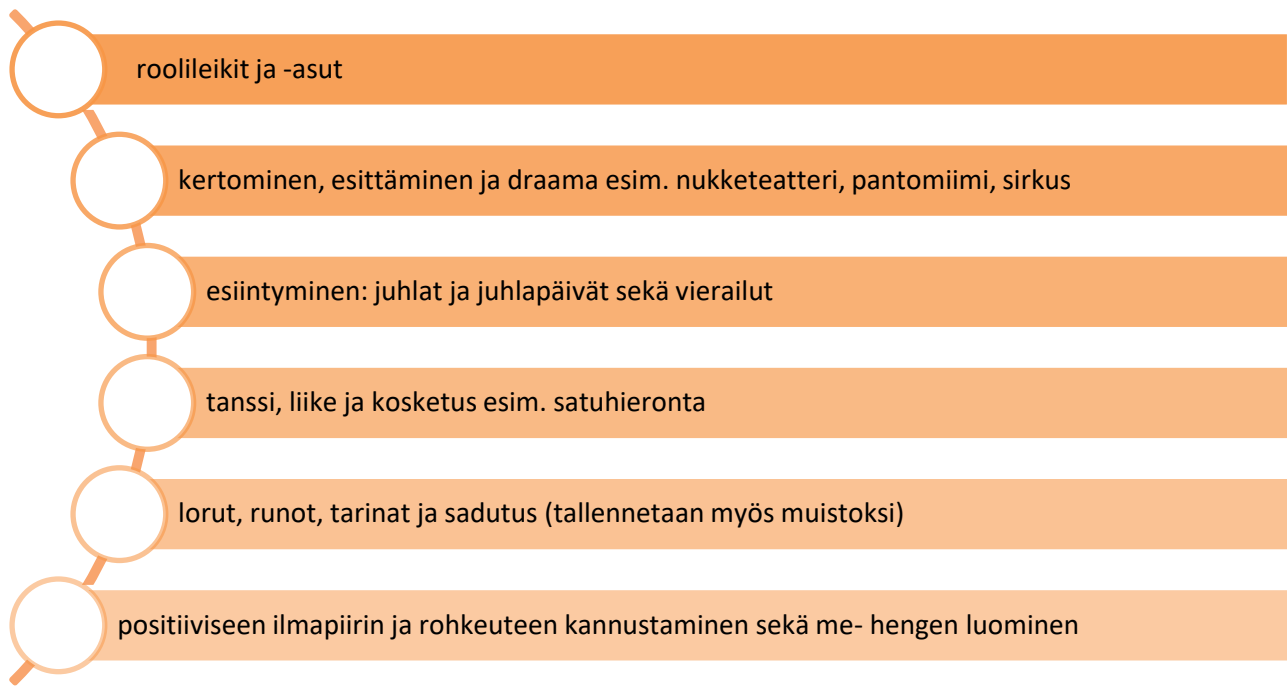 roolileikit ja -asut
kertominen, esittäminen ja draama esim. nukketeatteri, pantomiimi, sirkus
esiintyminen: juhlat ja juhlapäivät sekä vierailut
tanssi, liike ja kosketus esim. satuhieronta
lorut, runot, tarinat ja sadutus (tallennetaan myös muistoksi)
positiiviseen ilmapiirin ja rohkeuteen kannustaminen sekä me- hengen luominen